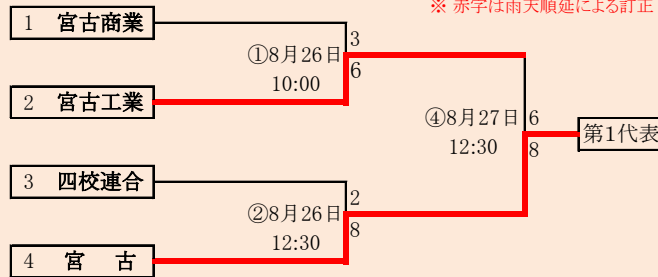 ※ 赤字は雨天順延による訂正
1 宮古商業
3
①8月26日
6
10:00
2 宮古工業
④8月27日 6
第1代表
12:30 8
3 四校連合
2
②8月26日
8
12:30
4 宮 古